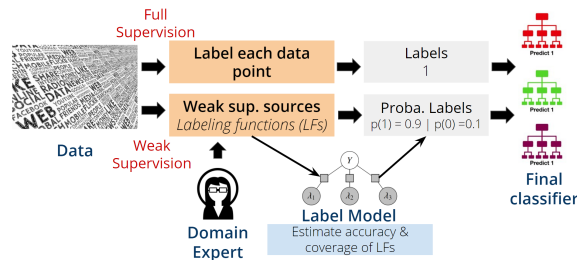 Full
Supervision
Label each data
point
Labels
1
Predict 1
Weak sup. sources
Labeling functions (LFs)
Proba. Labels
p(1) = 0.9 | p(0) =0.1
Predict 1
Data
Weak
Supervision
Y
λ1
λ2
λ3
Predict 1
Domain
Expert
Label Model
Estimate accuracy &
coverage of LFs
Final
classifier
WEB